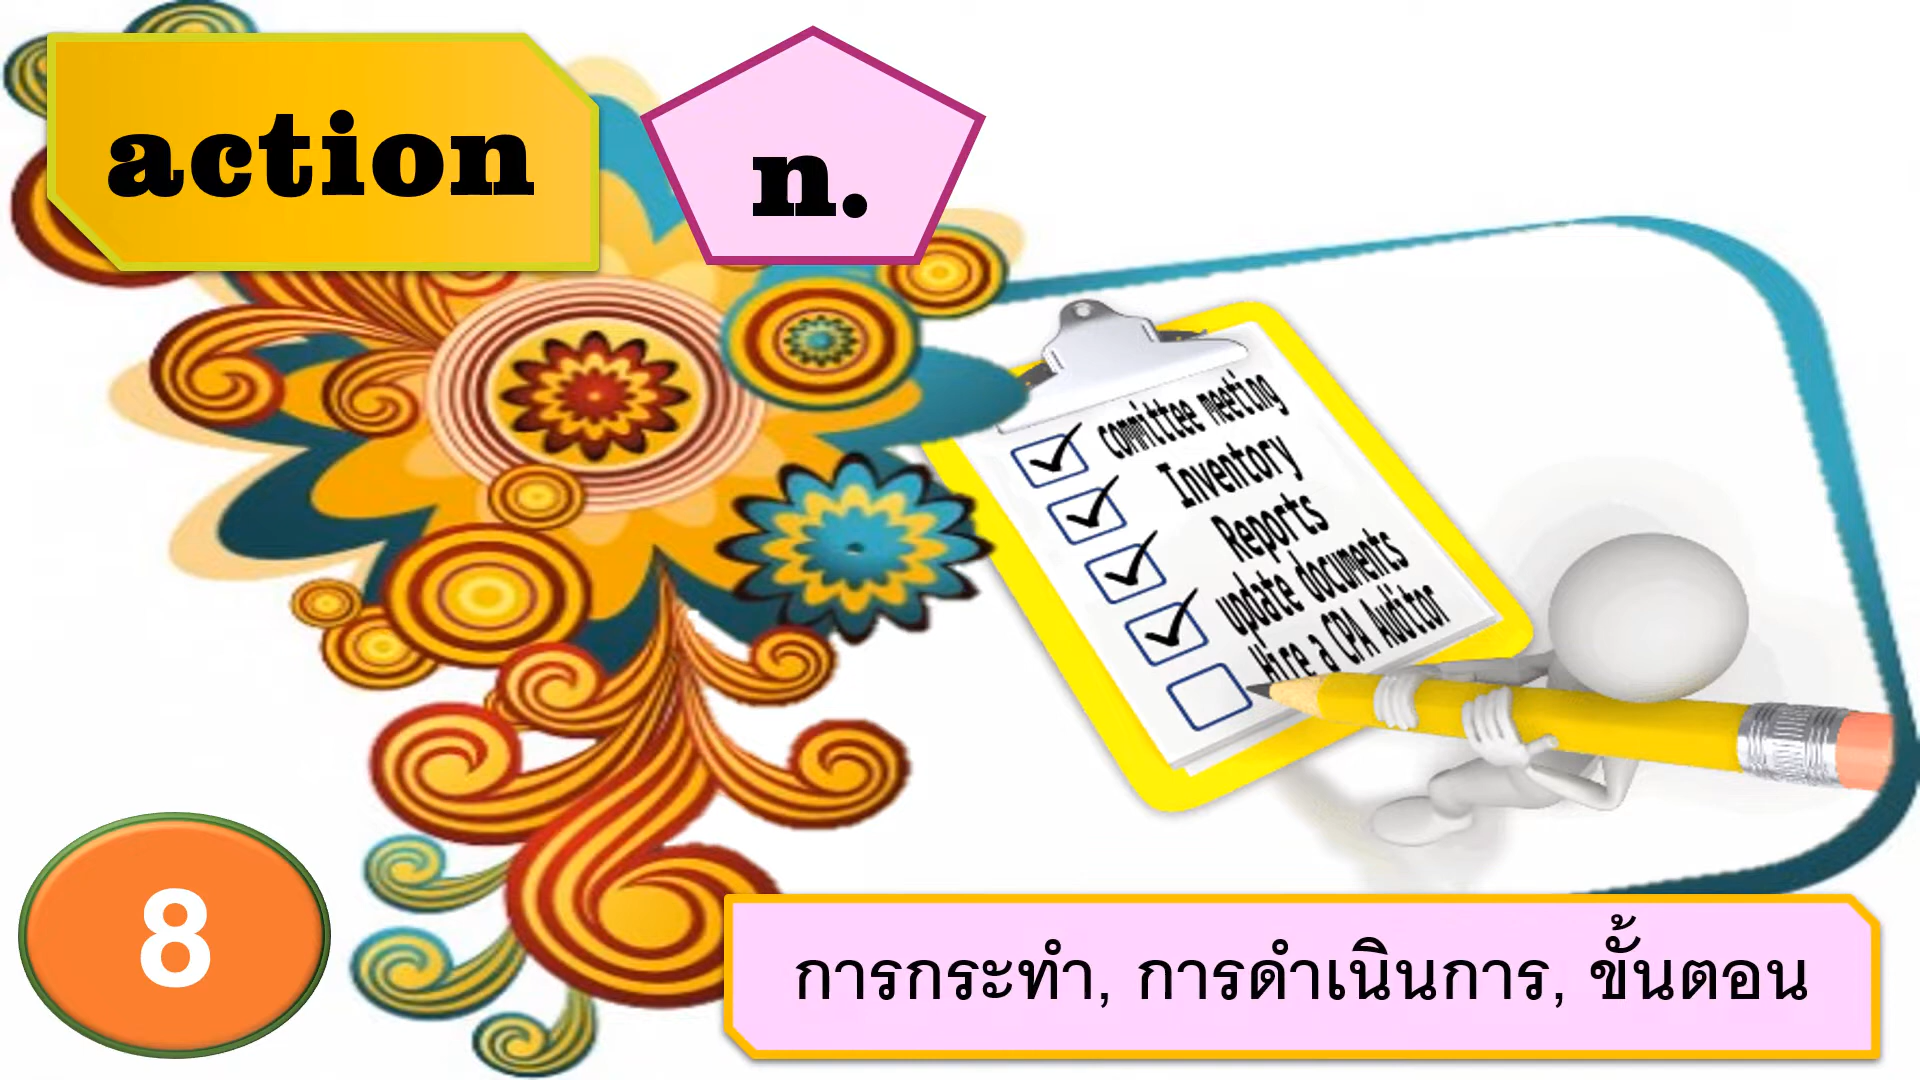 action
n.
committee meeting
Inventory
Reports
update documents
Hire a CPA Auditor
8
การกระทำ, การดำเนินการ, ขั้นตอน